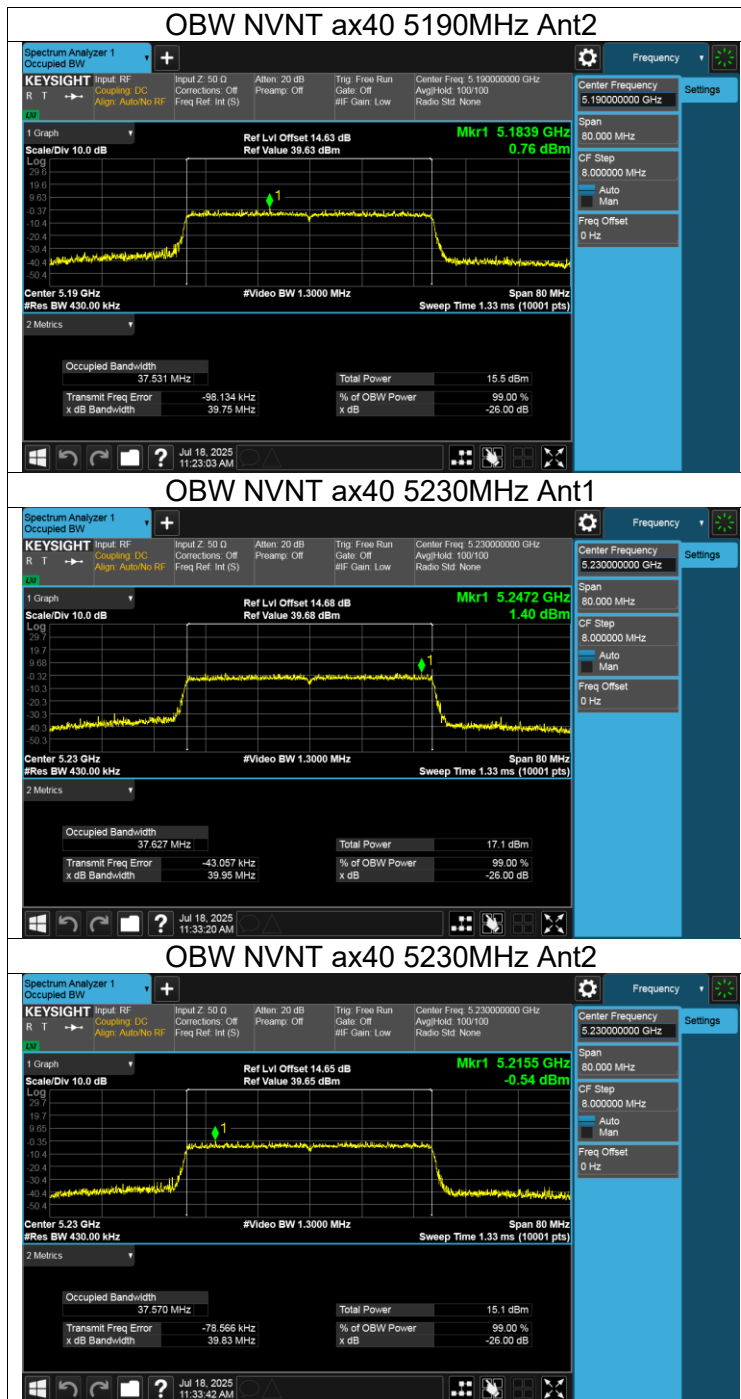 OBW NVNT ax40 5190MHz Ant2
Spectrum Analyzer 1
Occupied BW
Frequency
KEYSIGHT
R T
LXI
Input: RF
Coupling: DC
Align: Auto/No RF
Input Z: 50 Ω
Corrections: Off
Freq Ref: Int (S)
Atten: 20 dB
Preamp: Off
Trig: Free Run
Gate: Off
#IF Gain: Low
Center Freq: 5.190000000 GHz
Avg|Hold: 100/100
Radio Std: None
Center Frequency
5.190000000 GHz
Settings
Span
80.000 MHz
CF Step
8.000000 MHz
Auto
Man
Freq Offset
0 Hz
1 Graph
Scale/Div 10.0 dB
Ref Lvl Offset 14.63 dB
Ref Value 39.63 dBm
Mkr1 5.1839 GHz
0.76 dBm
Log
29.6
19.6
9.63
-0.37
-10.4
-20.4
-30.4
-40.4
-50.4
1
Center 5.19 GHz
#Res BW 430.00 kHz
#Video BW 1.3000 MHz
Span 80 MHz
Sweep Time 1.33 ms (10001 pts)
2 Metrics
Occupied Bandwidth
37.531 MHz
Total Power 15.5 dBm
Transmit Freq Error -98.134 kHz
% of OBW Power 99.00 %
x dB Bandwidth 39.75 MHz
x dB -26.00 dB
?
Jul 18, 2025
11:23:03 AM
OBW NVNT ax40 5230MHz Ant1
Spectrum Analyzer 1
Occupied BW
Frequency
KEYSIGHT
R T
LXI
Input: RF
Coupling: DC
Align: Auto/No RF
Input Z: 50 Ω
Corrections: Off
Freq Ref: Int (S)
Atten: 20 dB
Preamp: Off
Trig: Free Run
Gate: Off
#IF Gain: Low
Center Freq: 5.230000000 GHz
Avg|Hold: 100/100
Radio Std: None
Center Frequency
5.230000000 GHz
Settings
Span
80.000 MHz
CF Step
8.000000 MHz
Auto
Man
Freq Offset
0 Hz
1 Graph
Scale/Div 10.0 dB
Ref Lvl Offset 14.68 dB
Ref Value 39.68 dBm
Mkr1 5.2472 GHz
1.40 dBm
Log
29.7
19.7
9.68
-0.32
-10.3
-20.3
-30.3
-40.3
-50.3
1
Center 5.23 GHz
#Res BW 430.00 kHz
#Video BW 1.3000 MHz
Span 80 MHz
Sweep Time 1.33 ms (10001 pts)
2 Metrics
Occupied Bandwidth
37.627 MHz
Total Power 17.1 dBm
Transmit Freq Error -43.057 kHz
% of OBW Power 99.00 %
x dB Bandwidth 39.95 MHz
x dB -26.00 dB
?
Jul 18, 2025
11:33:20 AM
OBW NVNT ax40 5230MHz Ant2
Spectrum Analyzer 1
Occupied BW
Frequency
KEYSIGHT
R T
LXI
Input: RF
Coupling: DC
Align: Auto/No RF
Input Z: 50 Ω
Corrections: Off
Freq Ref: Int (S)
Atten: 20 dB
Preamp: Off
Trig: Free Run
Gate: Off
#IF Gain: Low
Center Freq: 5.230000000 GHz
Avg|Hold: 100/100
Radio Std: None
Center Frequency
5.230000000 GHz
Settings
Span
80.000 MHz
CF Step
8.000000 MHz
Auto
Man
Freq Offset
0 Hz
1 Graph
Scale/Div 10.0 dB
Ref Lvl Offset 14.65 dB
Ref Value 39.65 dBm
Mkr1 5.2155 GHz
-0.54 dBm
Log
29.7
19.7
9.65
-0.35
-10.4
-20.4
-30.4
-40.4
-50.4
1
Center 5.23 GHz
#Res BW 430.00 kHz
#Video BW 1.3000 MHz
Span 80 MHz
Sweep Time 1.33 ms (10001 pts)
2 Metrics
Occupied Bandwidth
37.570 MHz
Total Power 15.1 dBm
Transmit Freq Error -78.566 kHz
% of OBW Power 99.00 %
x dB Bandwidth 39.83 MHz
x dB -26.00 dB
?
Jul 18, 2025
11:33:42 AM